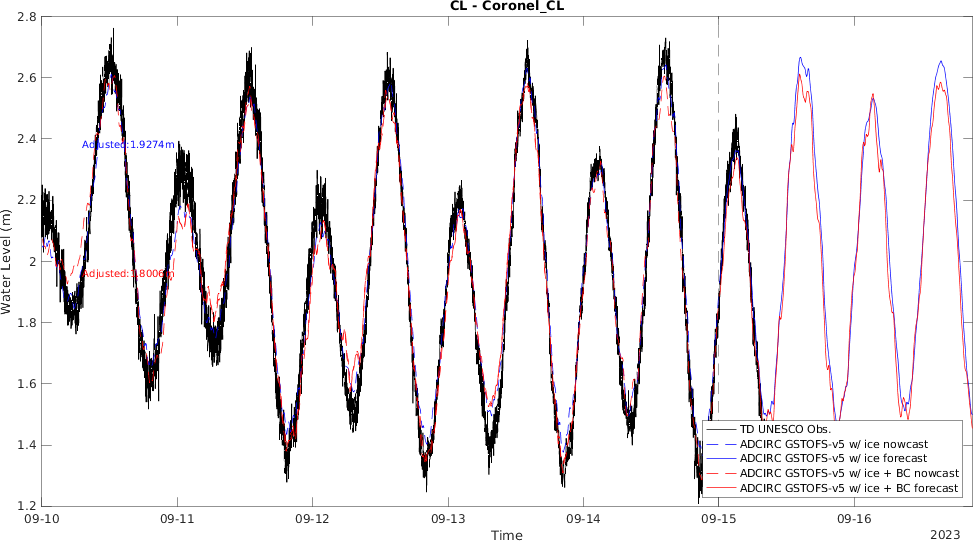 CL - Coronel_CL
2.8
2.6
2.4
2.2
2
1.8
1.6
1.4
1.2
Water Level (m)
Adjusted:1.9274m
Adjusted:1.8006m
TD UNESCO Obs.
ADCIRC GSTOFS-v5 w/ ice nowcast
ADCIRC GSTOFS-v5 w/ ice forecast
ADCIRC GSTOFS-v5 w/ ice + BC nowcast
ADCIRC GSTOFS-v5 w/ ice + BC forecast
09-10 09-11 09-12 09-13 09-14 09-15 09-16
Time
2023